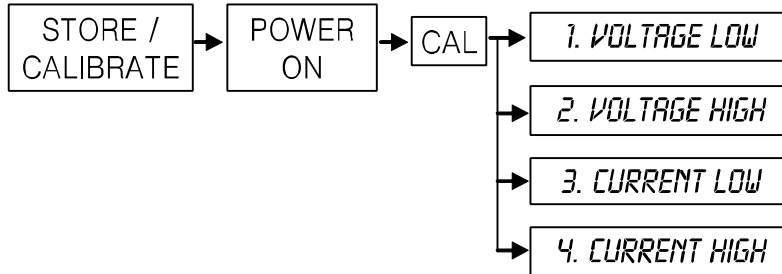 STORE /
CALIBRATE
POWER
ON
CAL
1. VOLTAGE LOW
2. VOLTAGE HIGH
3. CURRENT LOW
4. CURRENT HIGH